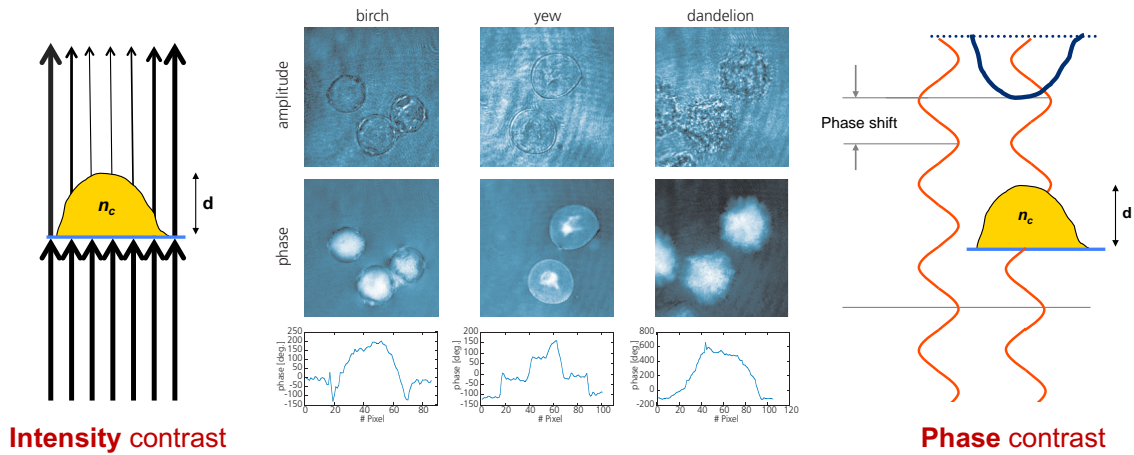 birch
yew
dandelion
amplitude
phase
n_c
d
Intensity contrast
phase [deg.]
250
200
150
100
50
0
-50
-100
-150
0
20
40
60
80
# Pixel
phase [deg.]
200
150
100
50
0
-50
-100
-150
0
20
40
60
80
100
# Pixel
phase [deg.]
800
600
400
200
0
-200
0
20
40
60
80
100
120
# Pixel
Phase shift
n_c
d
Phase contrast